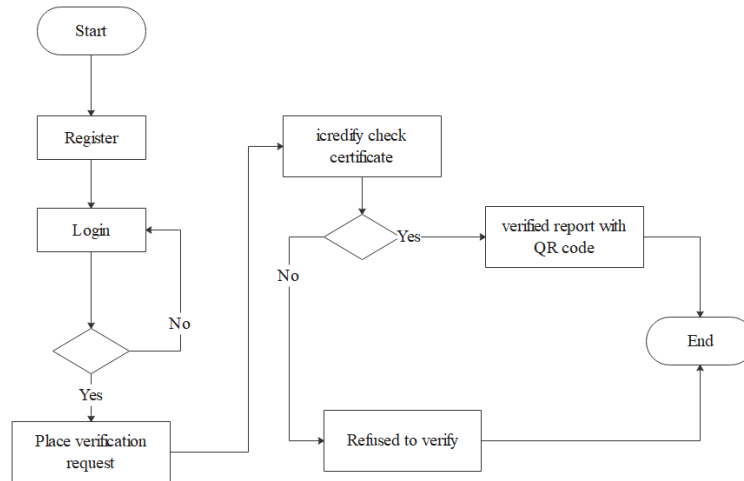 Start
Register
Login
No
Yes
Place verification
request
icredify check
certificate
Yes
No
verified report with
QR code
Refused to verify
End